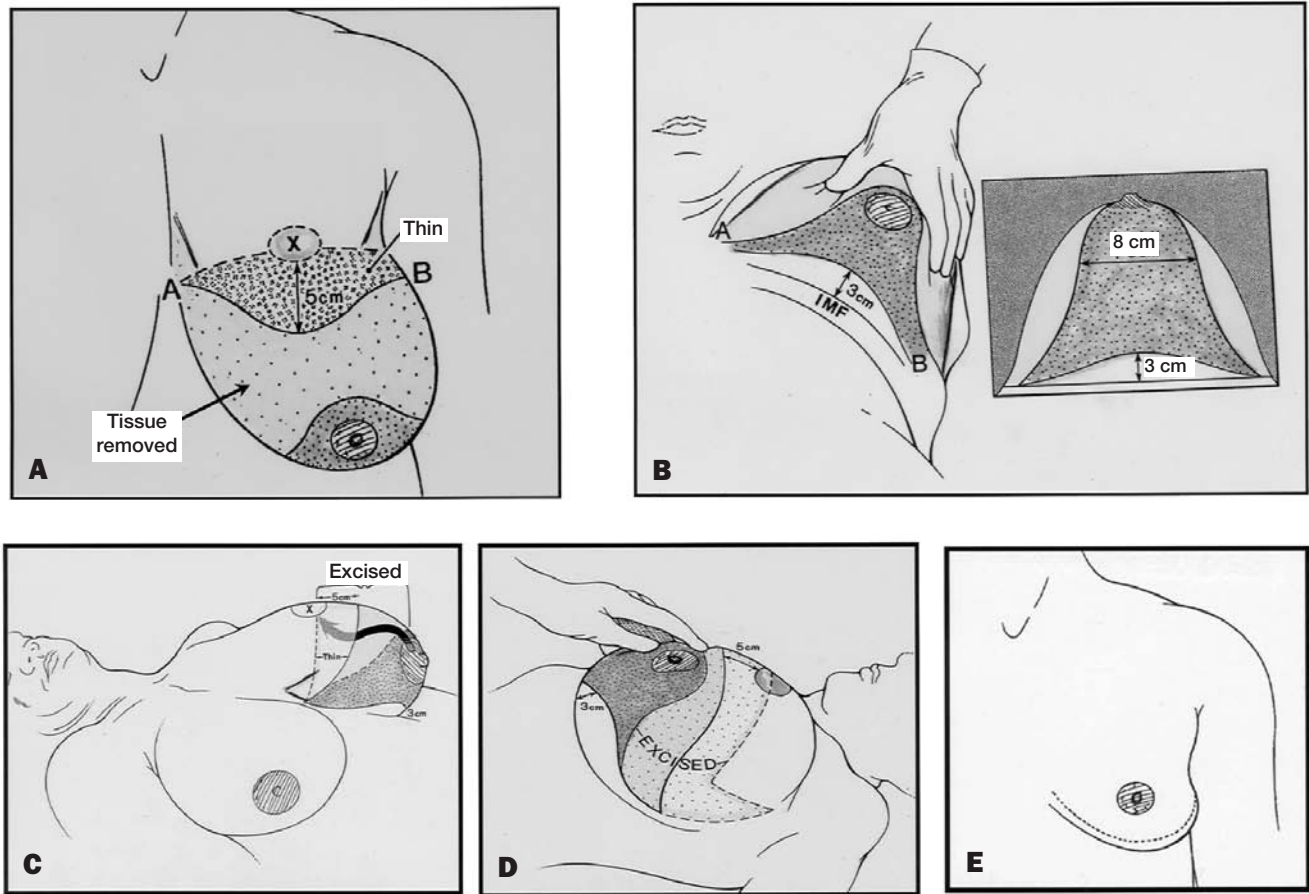 X
Thin
A
B
5cm
Tissue
removed
A
A
3cm
IMF
B
8 cm
3 cm
B
Excised
5cm
X
Thin
3cm
C
5cm
3cm
EXCISED
D
E